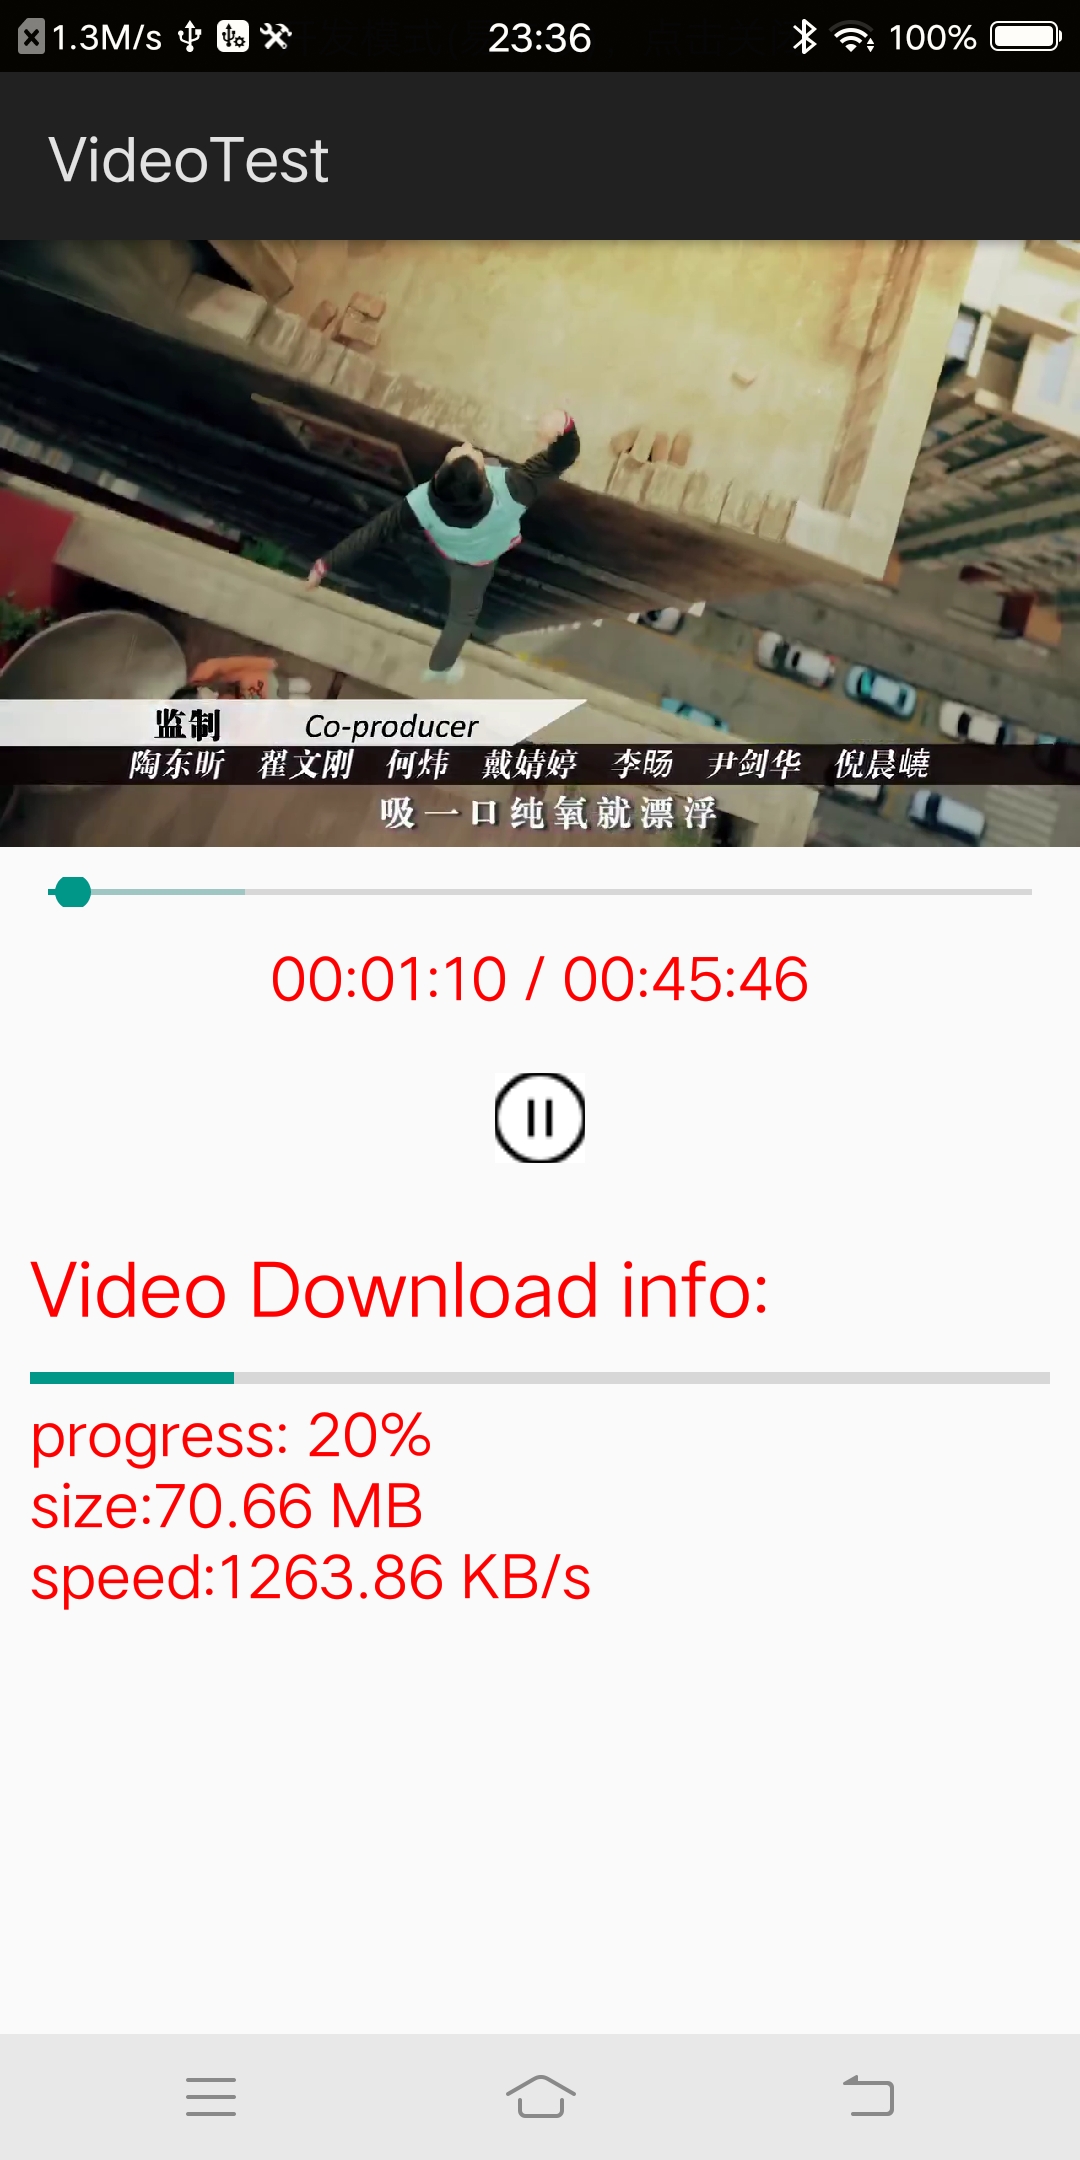 1.3M/s 23:36 100%
VideoTest
监制 Co-producer
陶东昕 翟文刚 何炜 戴婧婷 李旸 尹剑华 倪晨曉
吸一口纯氧就漂浮
00:01:10 / 00:45:46
Video Download info:
progress: 20%
size:70.66 MB
speed:1263.86 KB/s